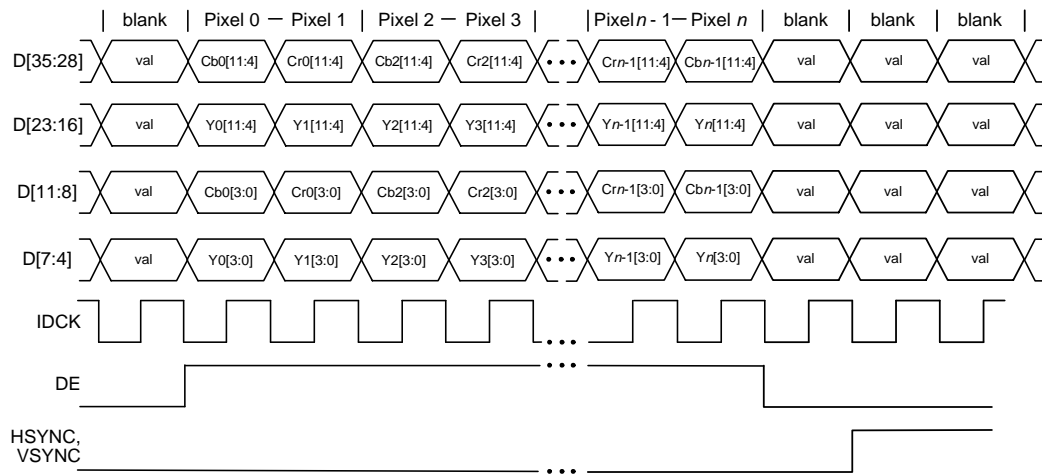 blank Pixel 0 — Pixel 1 Pixel 2 — Pixel 3 Pixeln - 1 — Pixel n blank blank blank
D[35:28] val Cb0[11:4] Cr0[11:4] Cb2[11:4] Cr2[11:4] ••• Crn-1[11:4] Cbn-1[11:4] val val val
D[23:16] val Y0[11:4] Y1[11:4] Y2[11:4] Y3[11:4] ••• Yn-1[11:4] Yn[11:4] val val val
D[11:8] val Cb0[3:0] Cr0[3:0] Cb2[3:0] Cr2[3:0] ••• Crn-1[3:0] Cbn-1[3:0] val val val
D[7:4] val Y0[3:0] Y1[3:0] Y2[3:0] Y3[3:0] ••• Yn-1[3:0] Yn[3:0] val val val
IDCK •••
DE •••
HSYNC,
VSYNC •••